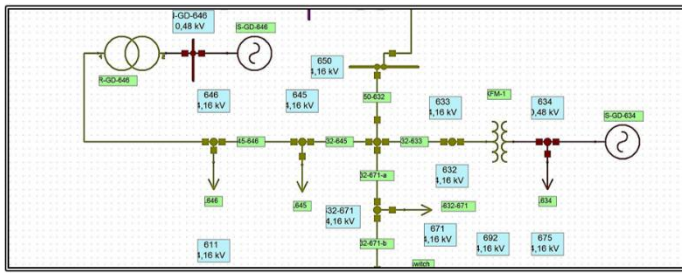 I-GD-646
0,48 kV
S-GD-646
R-GD-646
650
4,16 kV
646
4,16 kV
645
4,16 kV
50-632
633
4,16 kV
XFM-1
634
0,48 kV
S-GD-634
45-646
32-645
32-633
32-671-a
632
4,16 kV
.646
.645
.634
632-671
4,16 kV
.632-671
671
4,16 kV
692
4,16 kV
675
4,16 kV
611
4,16 kV
32-671-b
witch